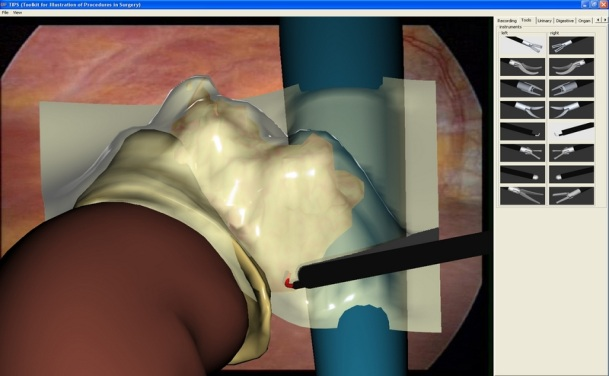 TIPS (Toolkit for Illustration of Procedures in Surgery)
File View
Recording Tools Urinary Digestive Organ
Instruments
left right